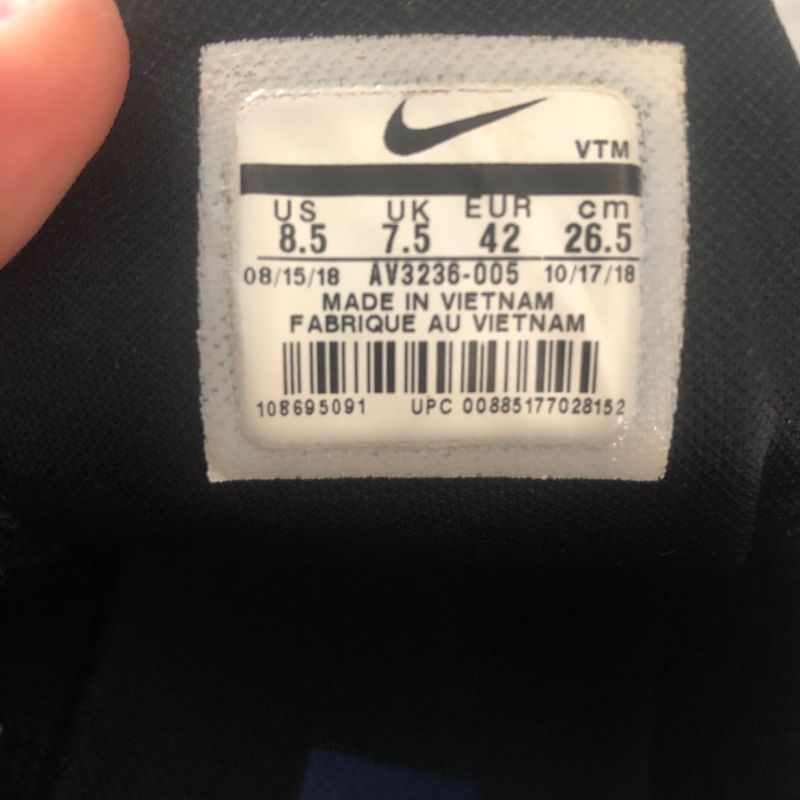 VTM
US UK EUR cm
8.5 7.5 42 26.5
08/15/18 AV3236-005 10/17/18
MADE IN VIETNAM
FABRIQUE AU VIETNAM
108695091 UPC 00885177028152